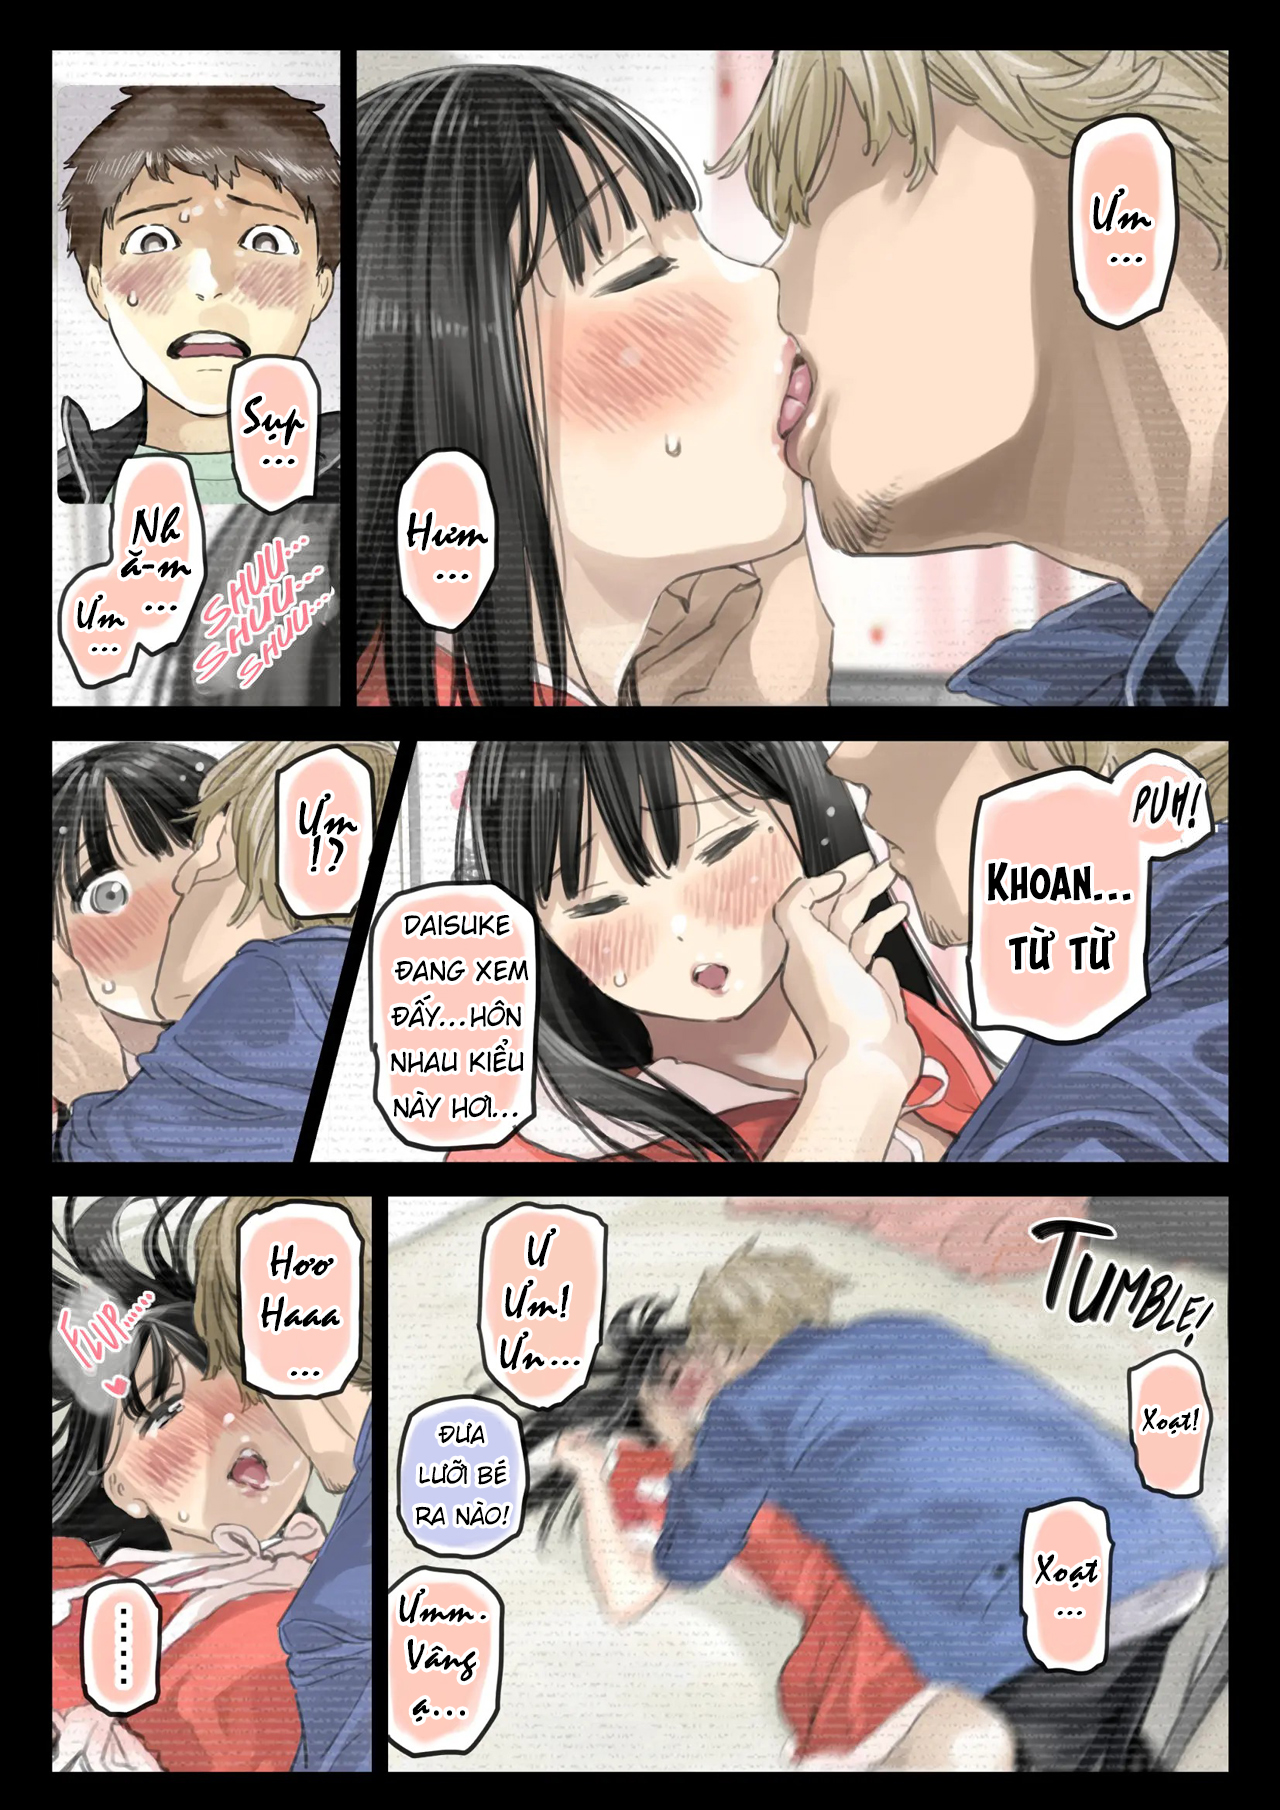 Ưm
...
Hưm
...
Sụp
...
Nh
ă-m
...
Ưm
...
SHUU...
SHUU...
SHUU...
PUH!
KHOAN...
TỪ TỪ
DAISUKE
ĐANG XEM
ĐẤY...HÔN
NHAU KIỂU
NÀY HƠI...
Ưm
!?
TUMBLE!
Xoạt!
Xoạt
...
Ư
Ưm!
Ưn...
ĐƯA
LƯỠI BÉ
RA NÀO!
Ưmm.
Vâng
ạ...
Hơơ
Haaa
...
FLUP......
......